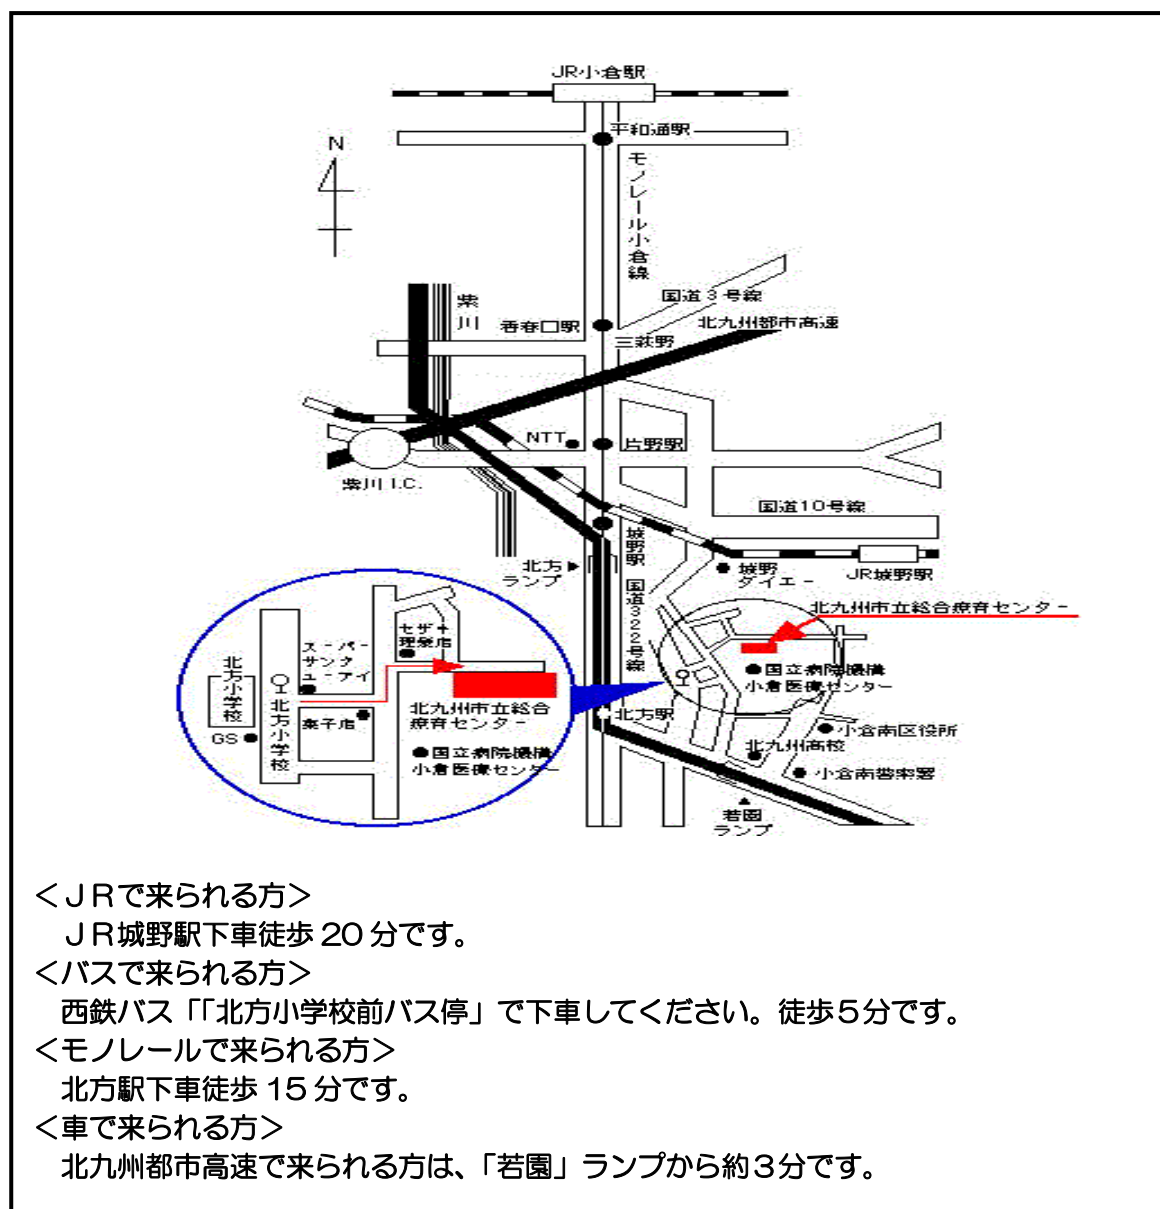 JR小倉駅
平和通駅
N
モノレール小倉線
国道3号線
紫川
香春口駅
北九州都市高速
三萩野
NTT
片野駅
紫川 I.C.
国道10号線
城野駅
北方
ランプ
城野
ダイエー
JR城野駅
国道322号線
北九州市立総合療育センター
国立病院機構
小倉医療センター
北方駅
小倉南区役所
北九州高校
小倉南警察署
若園
ランプ
スーパー
サンク
ユーアイ
理髪店
北方小学校
北方小学校
菓子店
GS
北九州市立総合
療育センター
国立病院機構
小倉医療センター
＜ＪＲで来られる方＞
ＪＲ城野駅下車徒歩 20 分です。
＜バスで来られる方＞
西鉄バス「｢北方小学校前バス停」で下車してください。徒歩５分です。
＜モノレールで来られる方＞
北方駅下車徒歩 15 分です。
＜車で来られる方＞
北九州都市高速で来られる方は、「若園」ランプから約３分です。